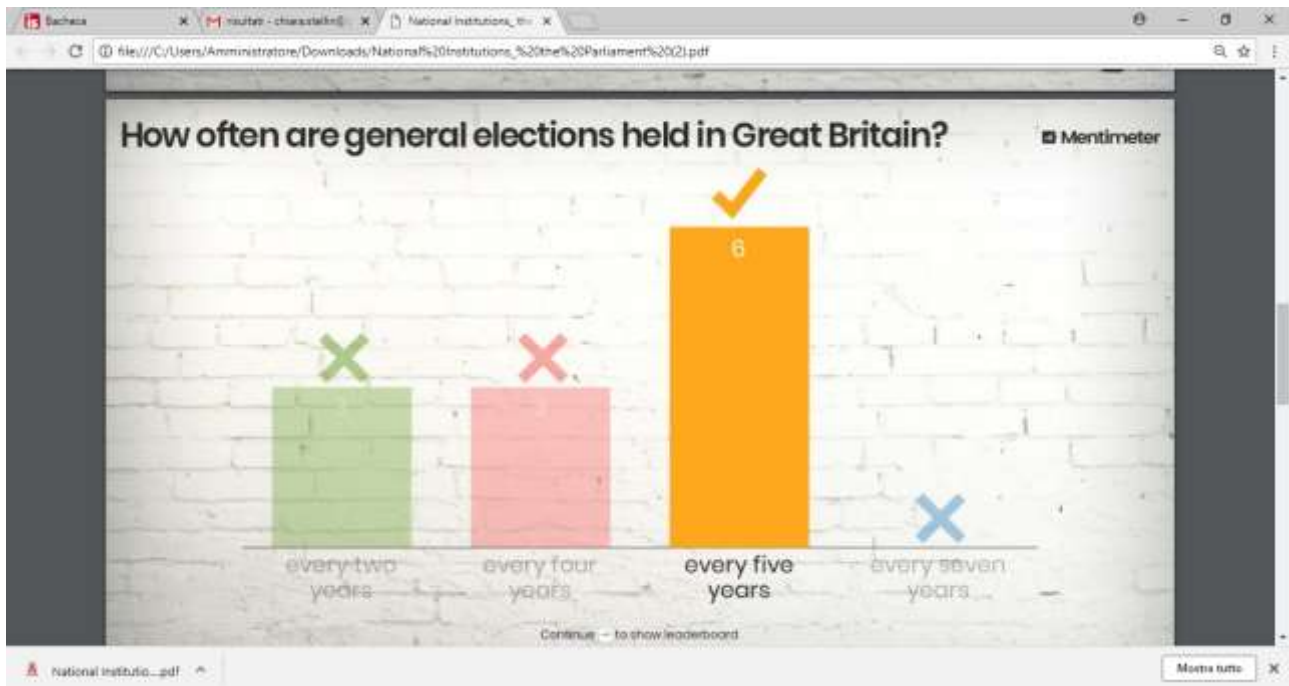 Bacheca
National Institutions_ the
file:///C:/Users/Amministratore/Downloads/National%20Institutions_%20the%20Parliament%20(2).pdf
How often are general elections held in Great Britain?
Mentimeter
6
every two
years
every four
years
every five
years
every seven
years
Continue – to show leaderboard
National Institutio....pdf
Mostra tutto